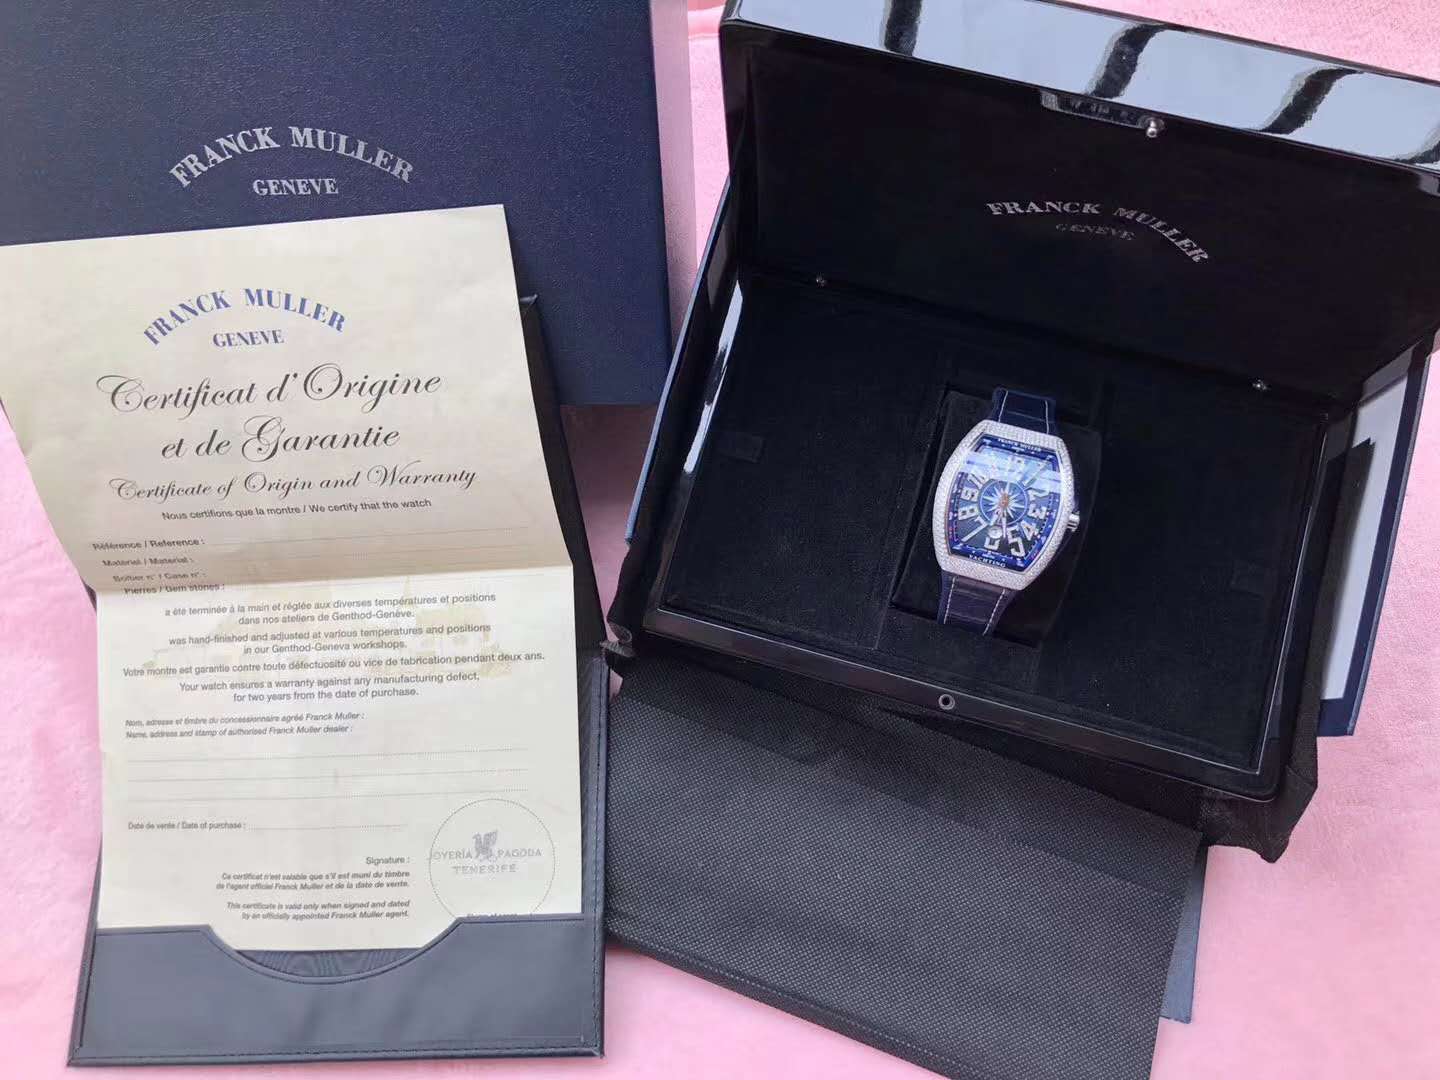 FRANCK MULLER
GENEVE
FRANCK MULLER
GENEVE
Certificat d'Origine
et de Garantie
Certificate of Origin and Warranty
Nous certifions que la montre / We certify that the watch
Référence / Reference :
Matériel / Material :
Boîtier n° / Case n° :
Pierres / Gem stones :
a été terminée à la main et réglée aux diverses températures et positions
dans nos ateliers de Genthod-Genève.
was hand-finished and adjusted at various temperatures and positions
in our Genthod-Geneva workshops.
Votre montre est garantie contre toute défectuosité ou vice de fabrication pendant deux ans.
Your watch ensures a warranty against any manufacturing defect,
for two years from the date of purchase.
Nom, adresse et timbre du concessionnaire agréé Franck Muller :
Name, address and stamp of authorised Franck Muller dealer :
Date de vente / Date of purchase :
Signature :
Ce certificat n'est valable que s'il est muni du timbre
de l'agent officiel Franck Muller et de la date de vente.
This certificate is valid only when signed and dated
by an officially appointed Franck Muller agent.
JOYERÍA PAGODA
TENERIFE
FRANCK MULLER
GENEVE
FRANCK MULLER
YACHTING